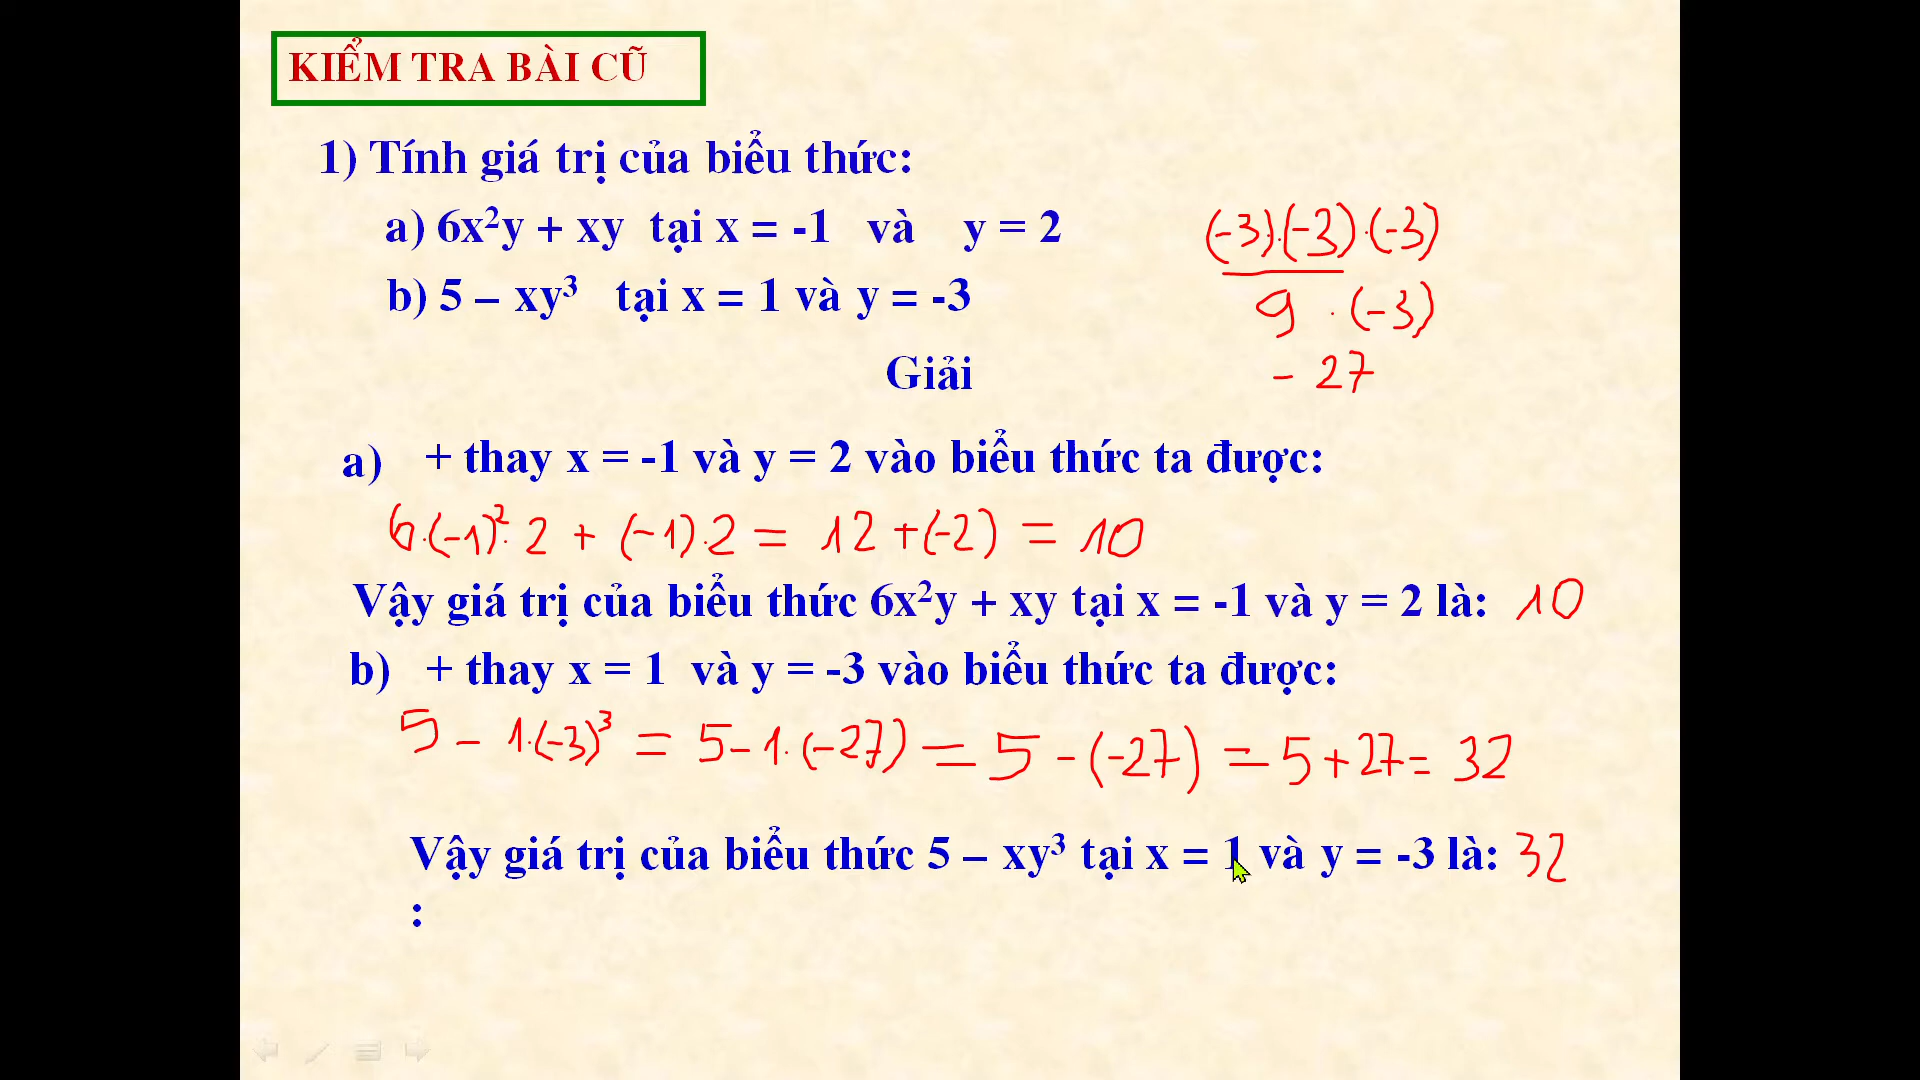 KIỂM TRA BÀI CŨ
1) Tính giá trị của biểu thức:
a) 6x²y + xy tại x = -1 và y = 2
b) 5 – xy³ tại x = 1 và y = -3
(-3).(-3).(-3)
9 . (-3)
- 27
Giải
a) + thay x = -1 và y = 2 vào biểu thức ta được:
6.(-1)².2 + (-1).2 = 12 +(-2) = 10
Vậy giá trị của biểu thức 6x²y + xy tại x = -1 và y = 2 là: 10
b) + thay x = 1 và y = -3 vào biểu thức ta được:
5 - 1.(-3)³ = 5 - 1.(-27) = 5 - (-27) = 5 + 27 = 32
Vậy giá trị của biểu thức 5 – xy³ tại x = 1 và y = -3 là: 32
: